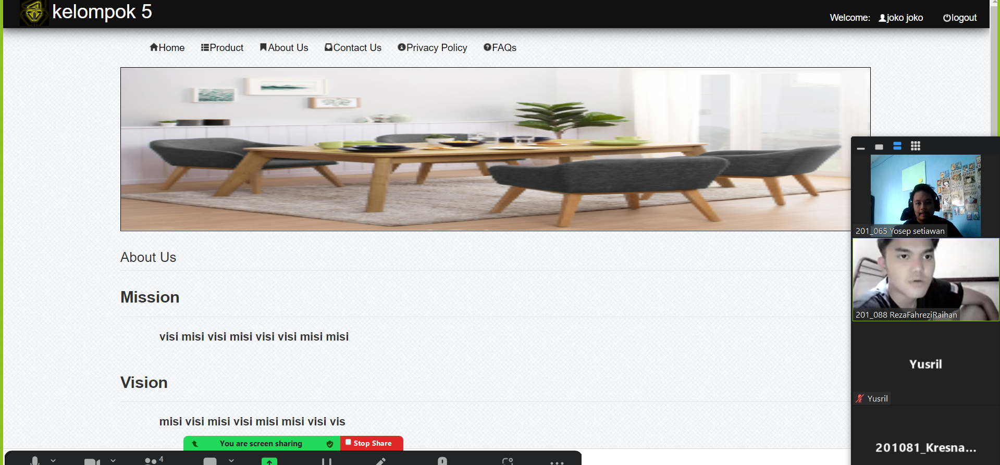 kelompok 5
Welcome: joko joko logout
Home Product About Us Contact Us Privacy Policy FAQs
About Us
Mission
visi misi visi misi visi visi misi misi
Vision
misi visi misi visi misi misi visi vis
You are screen sharing Stop Share
4
201_065 Yosep setiawan
201_088 RezaFahreziRaihan
Yusril
Yusril
201081_Kresna...